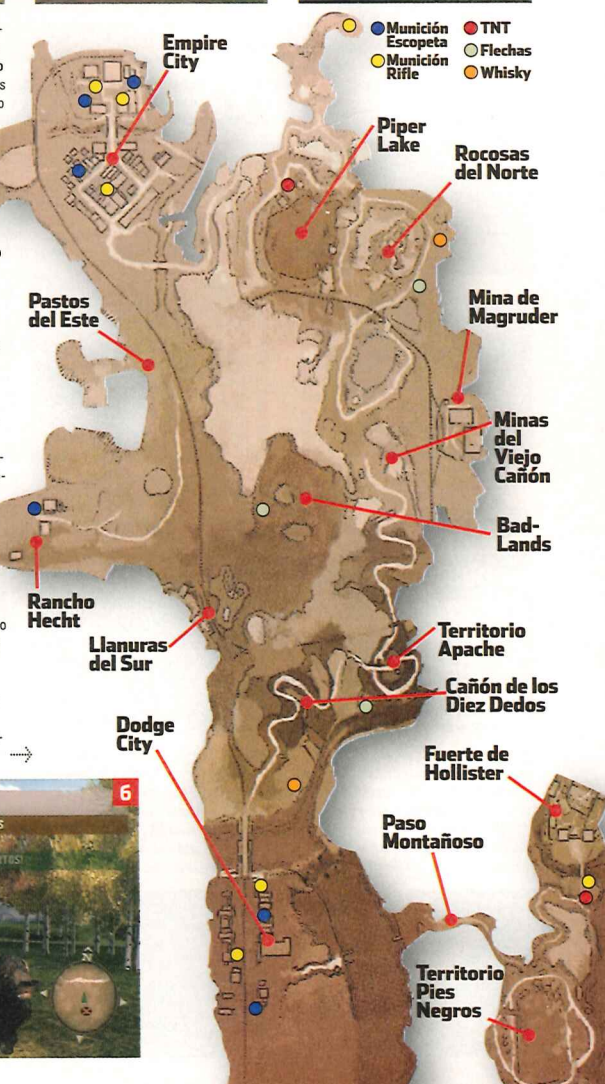 Munición
Escopeta
Munición
Rifle
TNT
Flechas
Whisky
Empire
City
Piper
Lake
Rocosas
del Norte
Pastos
del Este
Mina de
Magruder
Minas
del
Viejo
Cañón
Bad-
Lands
Rancho
Hecht
Llanuras
del Sur
Territorio
Apache
Cañón de los
Diez Dedos
Dodge
City
Fuerte de
Hollister
Paso
Montañoso
Territorio
Pies
Negros
6
N